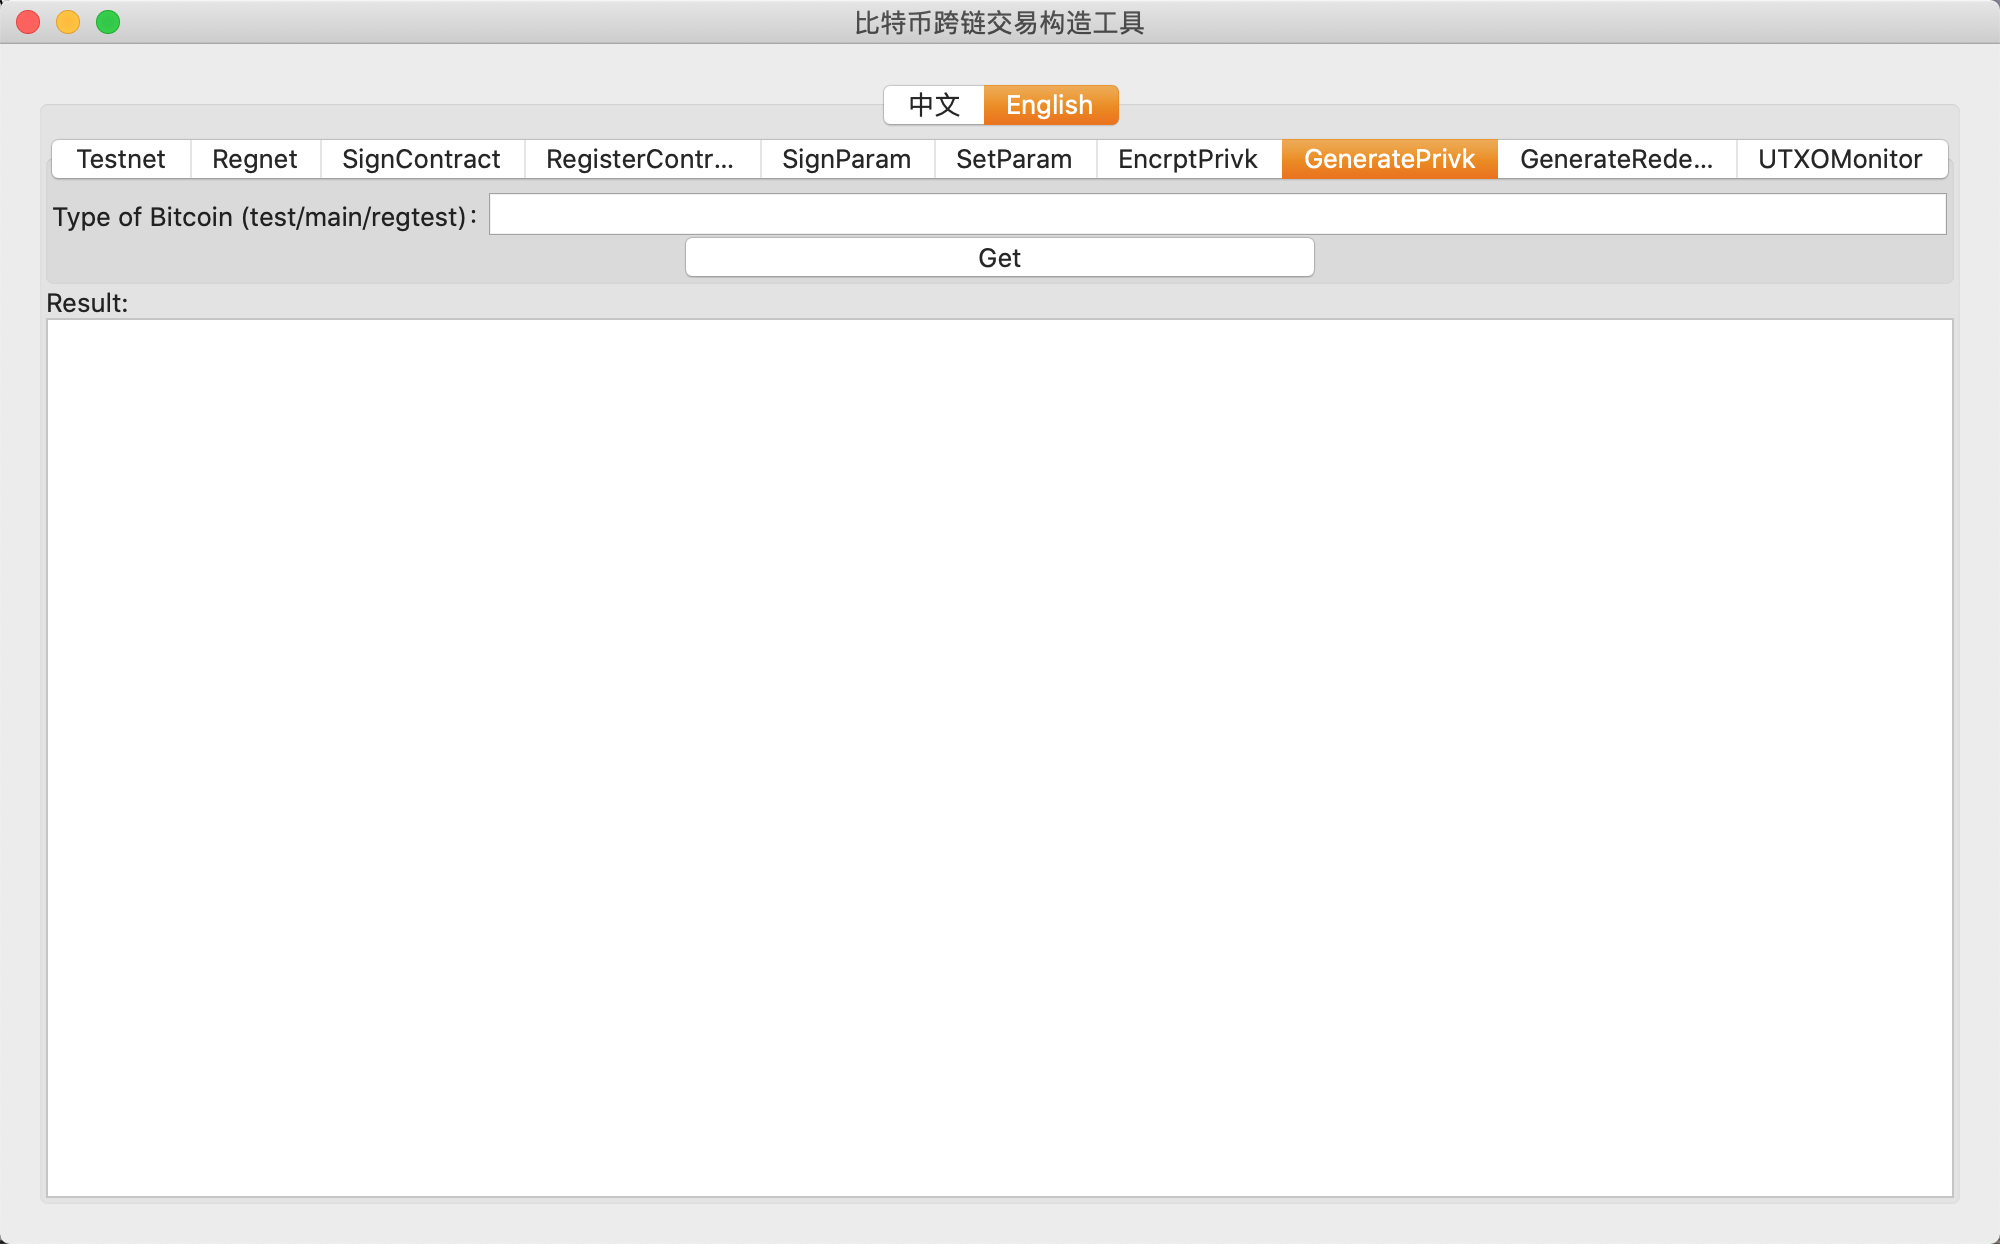 比特币跨链交易构造工具
中文 English
Testnet Regnet SignContract RegisterContr... SignParam SetParam EncrptPrivk GeneratePrivk GenerateRede... UTXOMonitor
Type of Bitcoin (test/main/regtest)：
Get
Result: